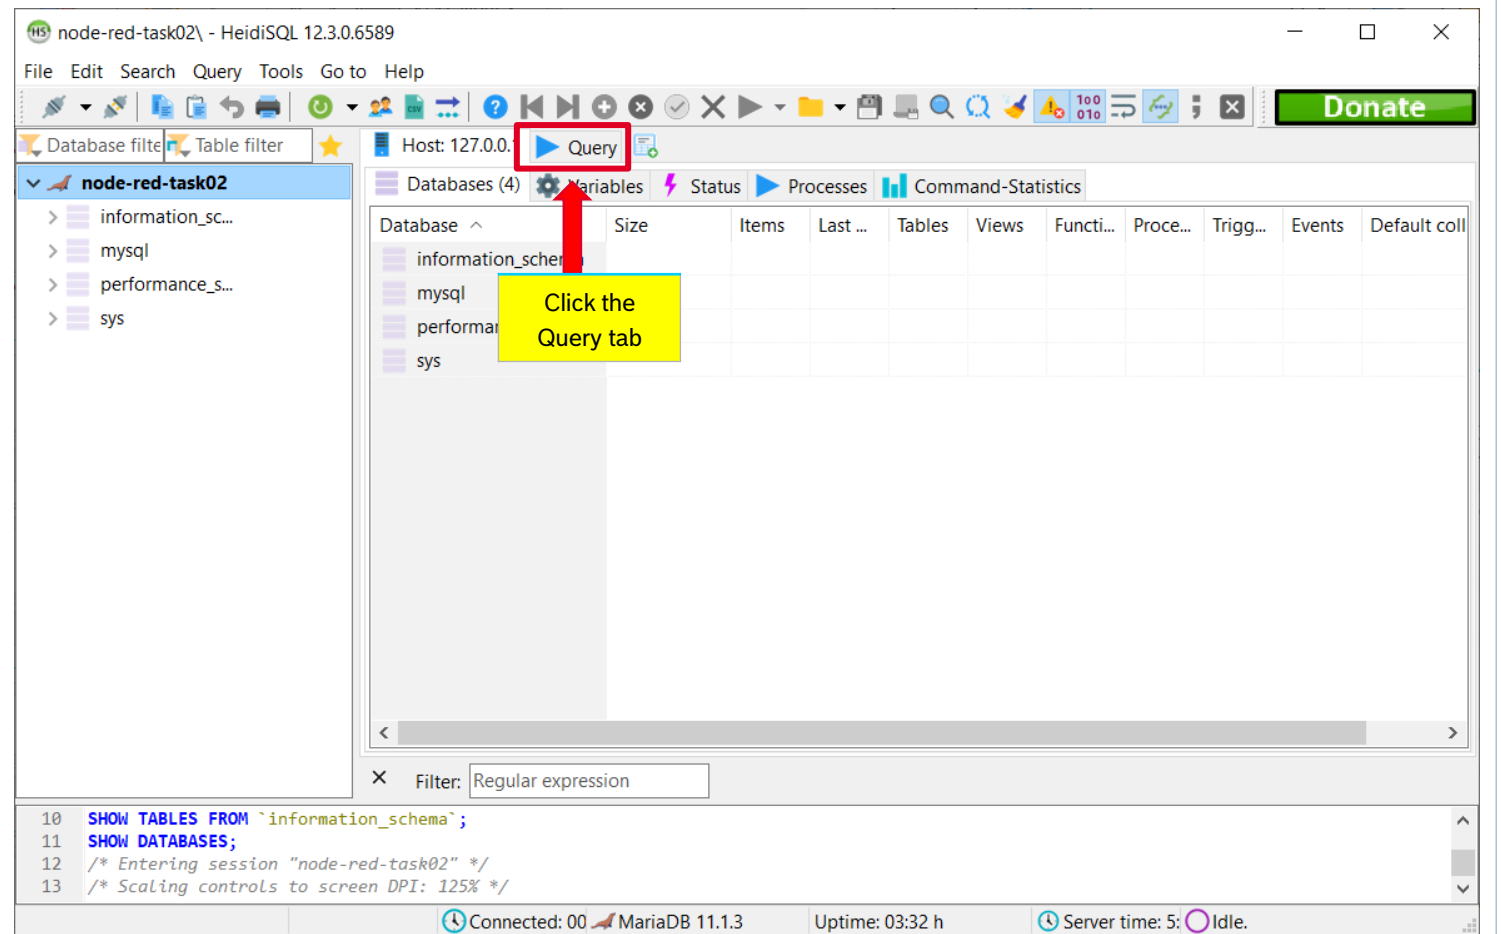 HS node-red-task02\ - HeidiSQL 12.3.0.6589
File Edit Search Query Tools Go to Help
Donate
Database filte Table filter
Host: 127.0.0. Query
node-red-task02
Databases (4) Variables Status Processes Command-Statistics
information_sc...
mysql
performance_s...
sys
Database Size Items Last ... Tables Views Functi... Proce... Trigg... Events Default coll
information_schema
mysql
performan
sys
Click the
Query tab
Filter: Regular expression
10 SHOW TABLES FROM `information_schema`;
11 SHOW DATABASES;
12 /* Entering session "node-red-task02" */
13 /* Scaling controls to screen DPI: 125% */
Connected: 00 MariaDB 11.1.3 Uptime: 03:32 h Server time: 5: Idle.